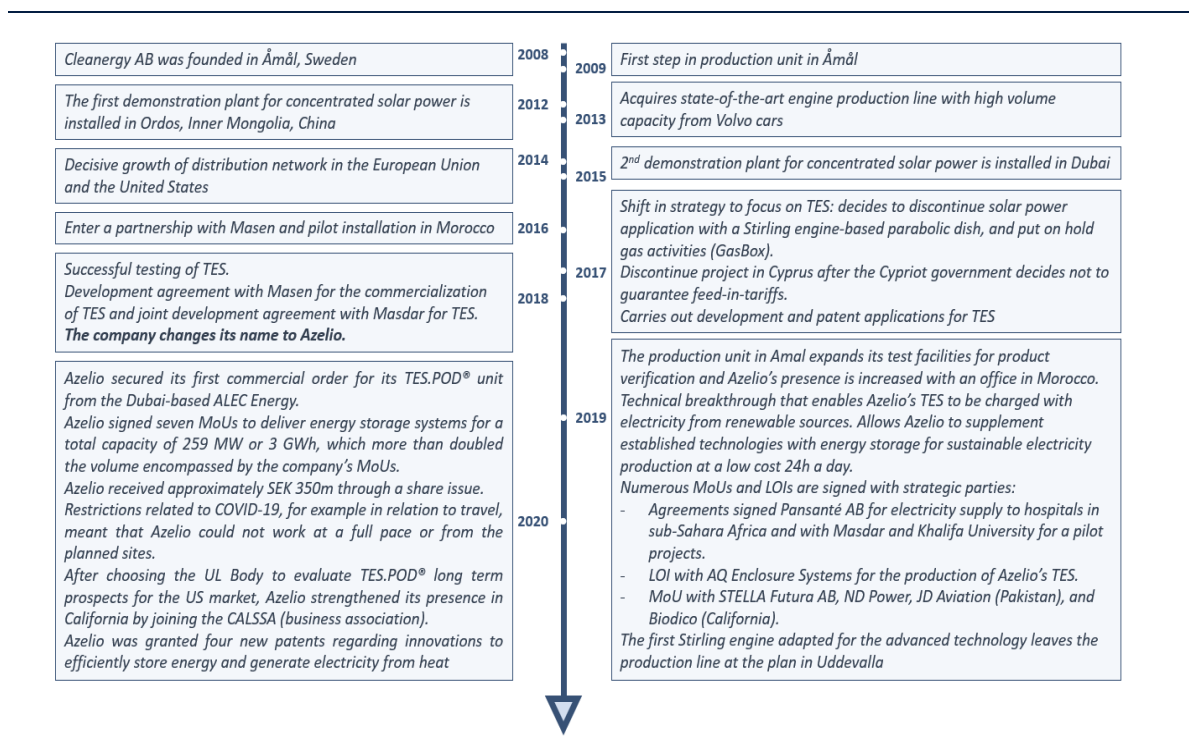 2008
Cleanergy AB was founded in Åmål, Sweden
2009
First step in production unit in Åmål
2012
The first demonstration plant for concentrated solar power is
installed in Ordos, Inner Mongolia, China
2013
Acquires state-of-the-art engine production line with high volume
capacity from Volvo cars
2014
Decisive growth of distribution network in the European Union
and the United States
2015
2nd demonstration plant for concentrated solar power is installed in Dubai
2016
Enter a partnership with Masen and pilot installation in Morocco
2017
Shift in strategy to focus on TES: decides to discontinue solar power
application with a Stirling engine-based parabolic dish, and put on hold
gas activities (GasBox).
Discontinue project in Cyprus after the Cypriot government decides not to
guarantee feed-in-tariffs.
Carries out development and patent applications for TES
2018
Successful testing of TES.
Development agreement with Masen for the commercialization
of TES and joint development agreement with Masdar for TES.
The company changes its name to Azelio.
2019
The production unit in Amal expands its test facilities for product
verification and Azelio's presence is increased with an office in Morocco.
Technical breakthrough that enables Azelio's TES to be charged with
electricity from renewable sources. Allows Azelio to supplement
established technologies with energy storage for sustainable electricity
production at a low cost 24h a day.
Numerous MoUs and LOIs are signed with strategic parties:
- Agreements signed Pansanté AB for electricity supply to hospitals in
sub-Sahara Africa and with Masdar and Khalifa University for a pilot
projects.
- LOI with AQ Enclosure Systems for the production of Azelio's TES.
- MoU with STELLA Futura AB, ND Power, JD Aviation (Pakistan), and
Biodico (California).
The first Stirling engine adapted for the advanced technology leaves the
production line at the plan in Uddevalla
2020
Azelio secured its first commercial order for its TES.POD® unit
from the Dubai-based ALEC Energy.
Azelio signed seven MoUs to deliver energy storage systems for a
total capacity of 259 MW or 3 GWh, which more than doubled
the volume encompassed by the company's MoUs.
Azelio received approximately SEK 350m through a share issue.
Restrictions related to COVID-19, for example in relation to travel,
meant that Azelio could not work at a full pace or from the
planned sites.
After choosing the UL Body to evaluate TES.POD® long term
prospects for the US market, Azelio strengthened its presence in
California by joining the CALSSA (business association).
Azelio was granted four new patents regarding innovations to
efficiently store energy and generate electricity from heat